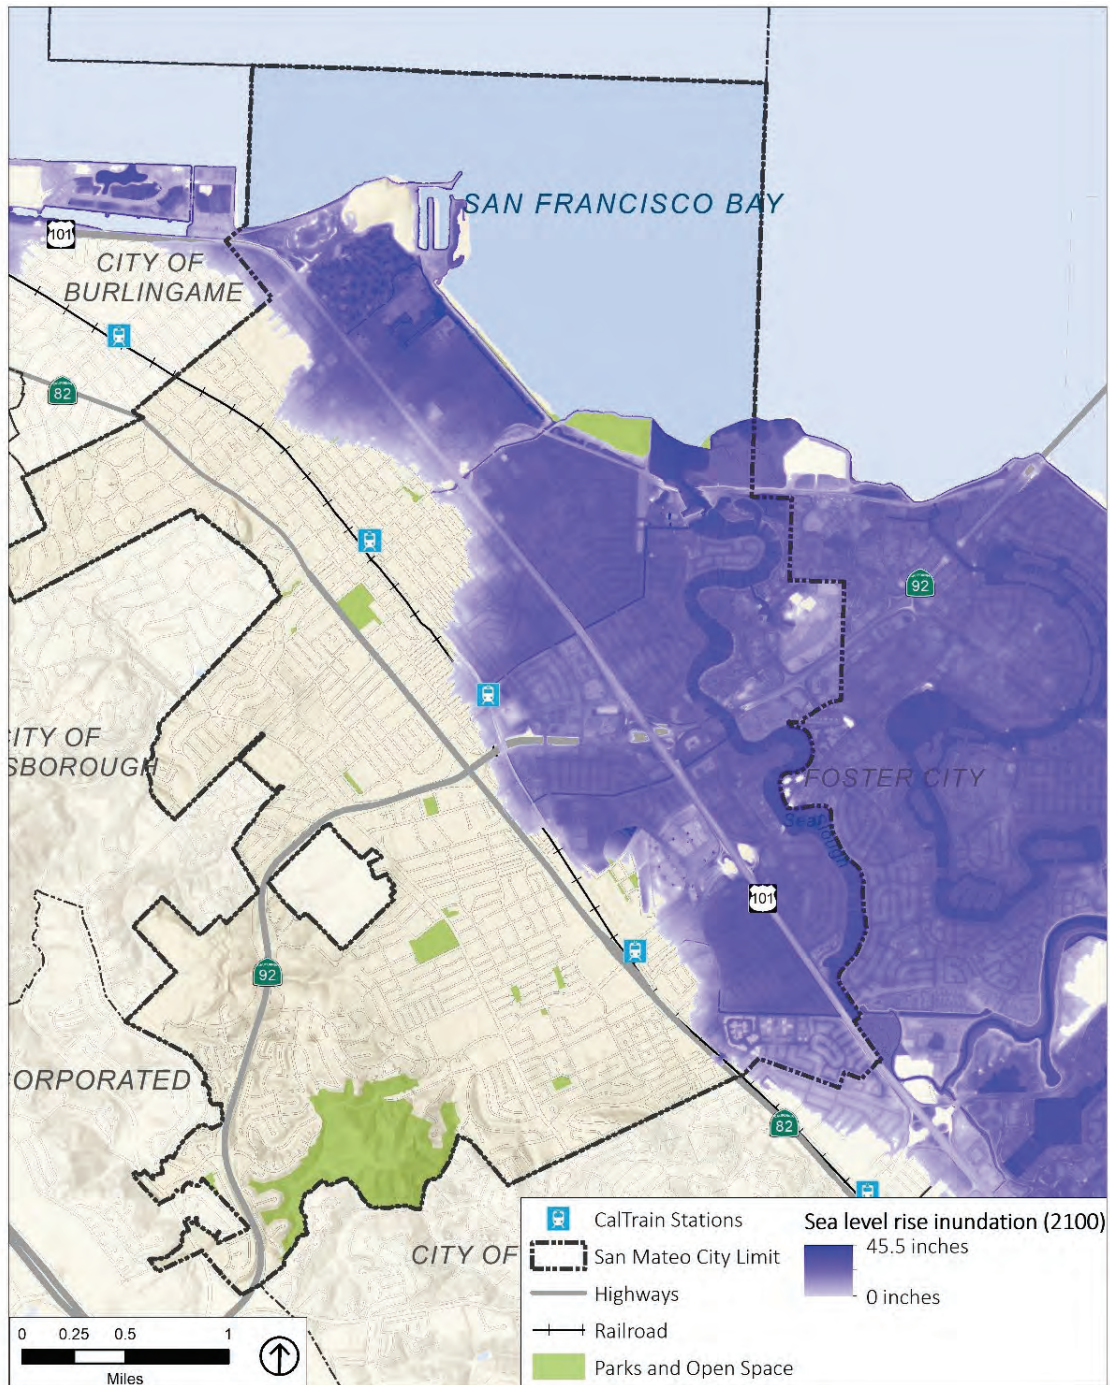 SAN FRANCISCO BAY
101
CITY OF
BURLINGAME
82
92
ITY OF
SBOROUGH
FOSTER CITY
Seal
Slough
101
92
ORPORATED
82
CITY OF
CalTrain Stations
San Mateo City Limit
Highways
Railroad
Parks and Open Space
Sea level rise inundation (2100)
45.5 inches
0 inches
0 0.25 0.5 1
Miles